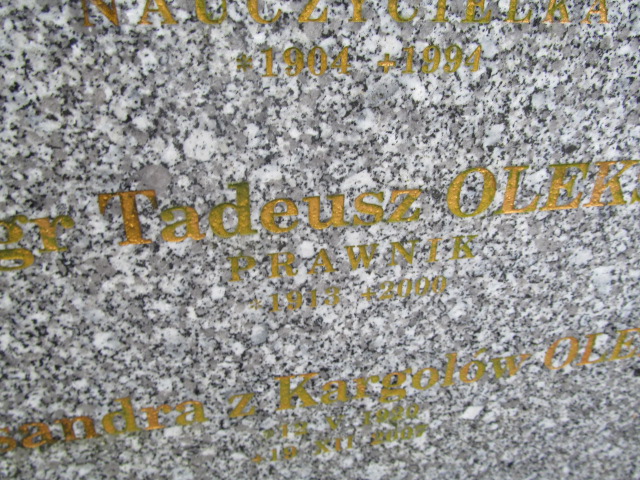 NAUCZYCIELKA
*1904 +1994
gr Tadeusz OLEK
PRAWNIK
*1913 +2000
sandra z Kargolów OLE